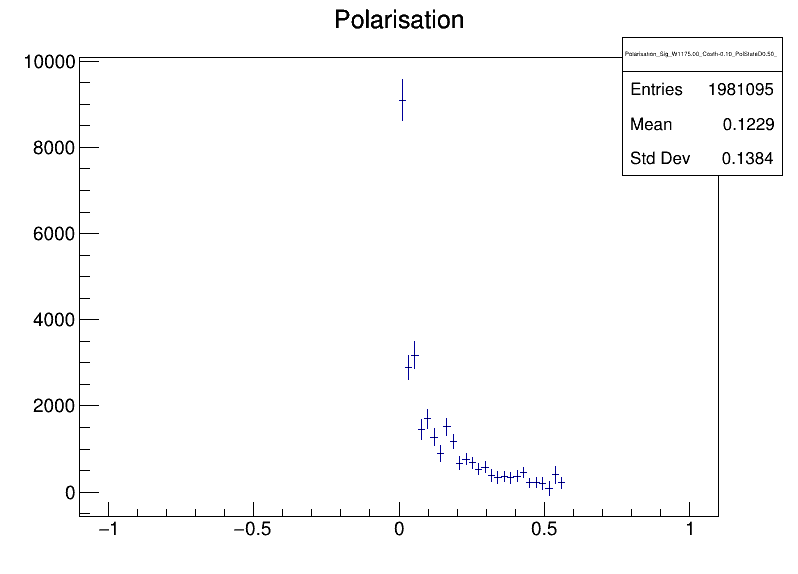 Polarisation
Polarisation_Sig_W1175.00_Costh-0.10_PolStateD0.50_
Entries 1981095
Mean 0.1229
Std Dev 0.1384
10000
8000
6000
4000
2000
0
−1 −0.5 0 0.5 1